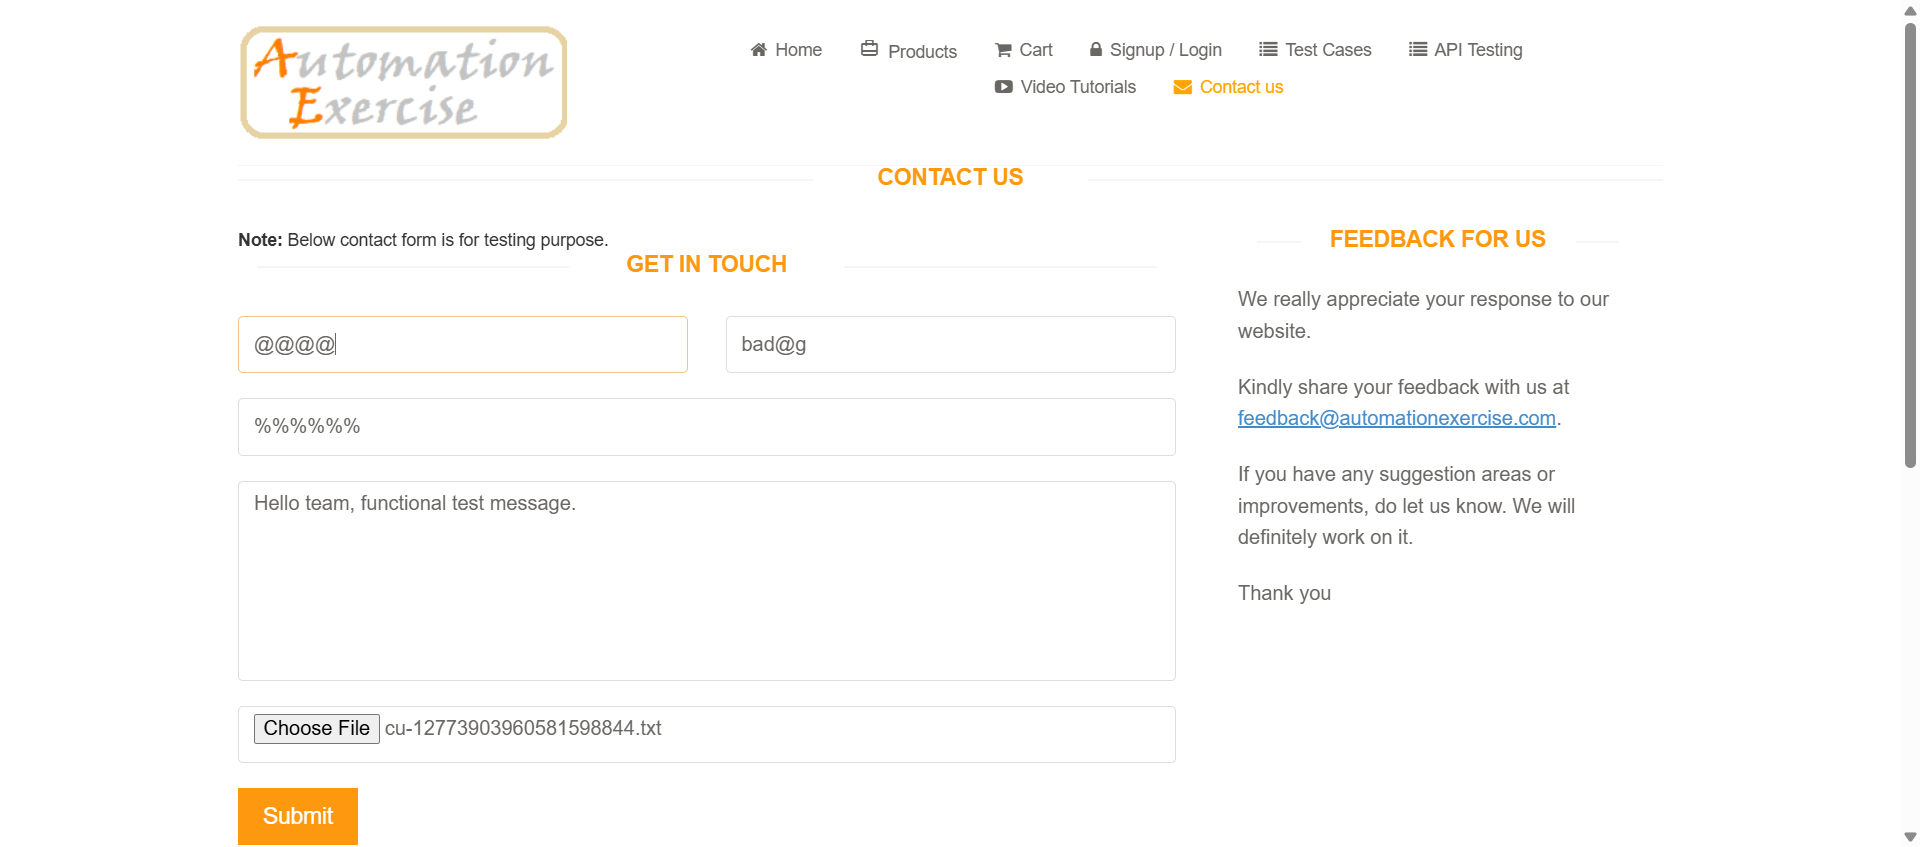 Automation
Exercise
Home
Products
Cart
Signup / Login
Test Cases
API Testing
Video Tutorials
Contact us
CONTACT US
Note: Below contact form is for testing purpose.
GET IN TOUCH
@@@@
bad@g
%%%%%%
Hello team, functional test message.
Choose File cu-12773903960581598844.txt
Submit
FEEDBACK FOR US
We really appreciate your response to our
website.
Kindly share your feedback with us at
feedback@automationexercise.com.
If you have any suggestion areas or
improvements, do let us know. We will
definitely work on it.
Thank you